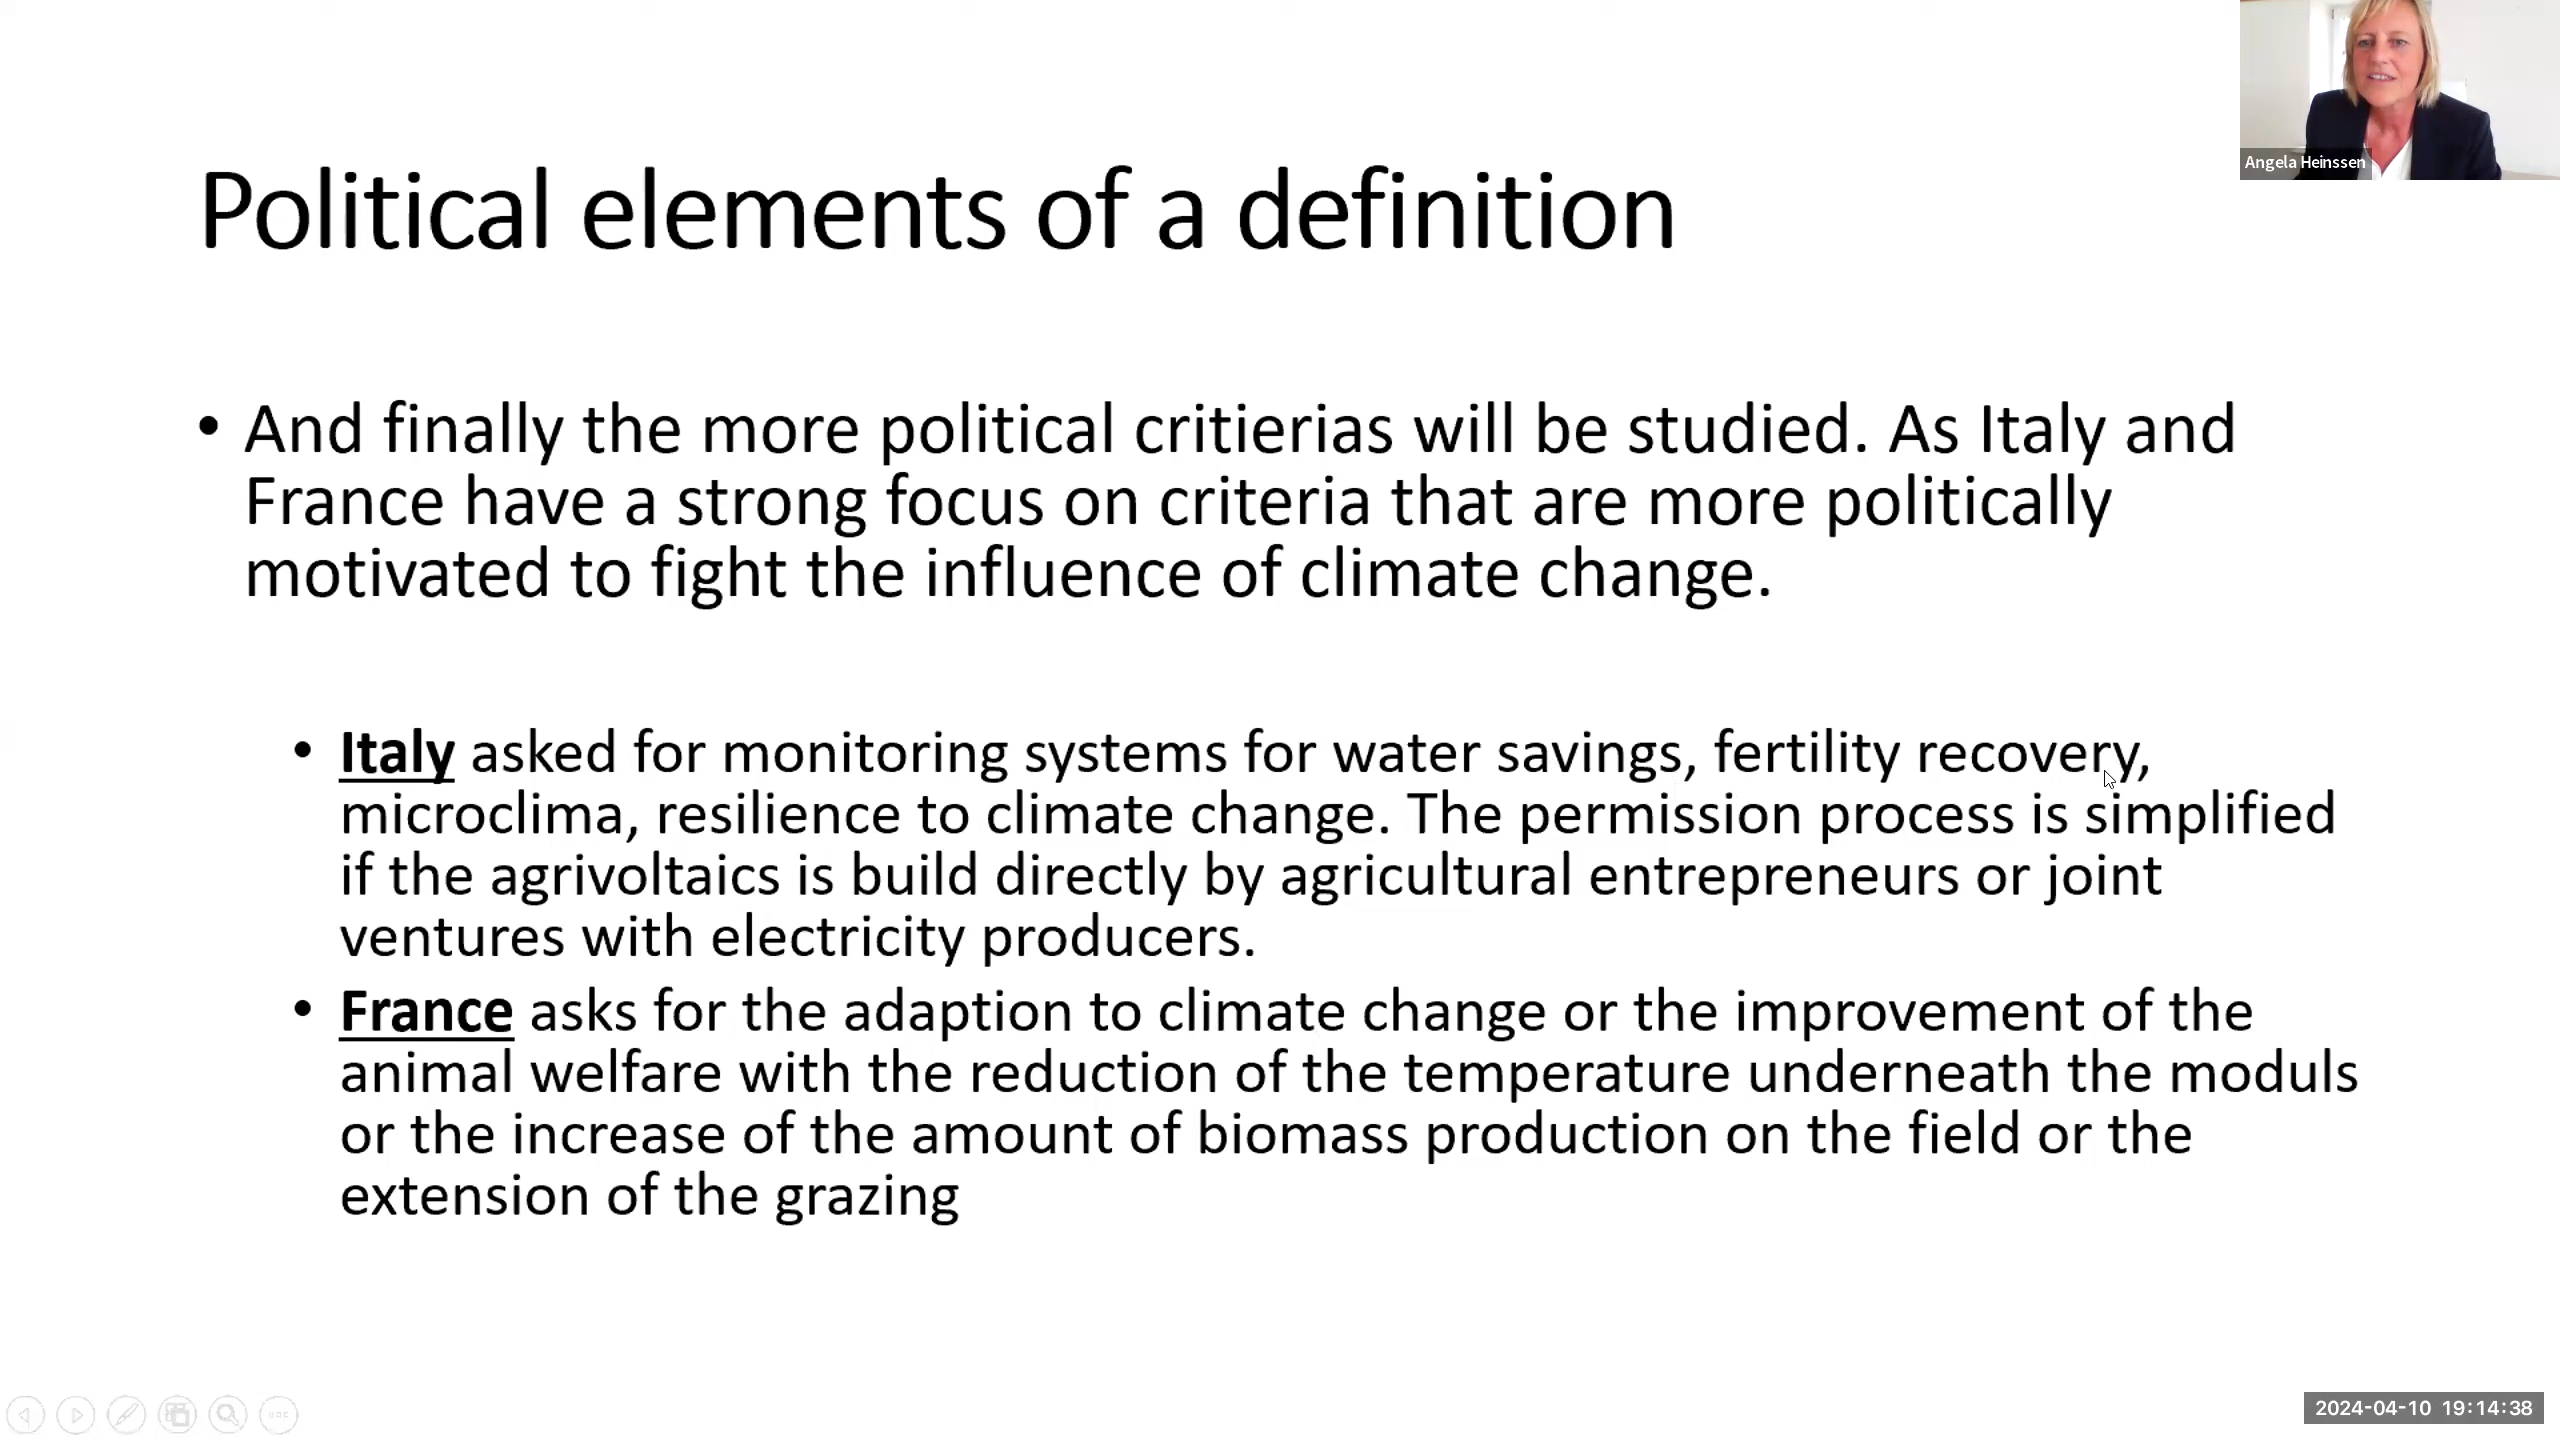 Angela Heinssen
Political elements of a definition
• And finally the more political critierias will be studied. As Italy and
France have a strong focus on criteria that are more politically
motivated to fight the influence of climate change.
• Italy asked for monitoring systems for water savings, fertility recovery,
microclima, resilience to climate change. The permission process is simplified
if the agrivoltaics is build directly by agricultural entrepreneurs or joint
ventures with electricity producers.
• France asks for the adaption to climate change or the improvement of the
animal welfare with the reduction of the temperature underneath the moduls
or the increase of the amount of biomass production on the field or the
extension of the grazing
2024-04-10 19:14:38